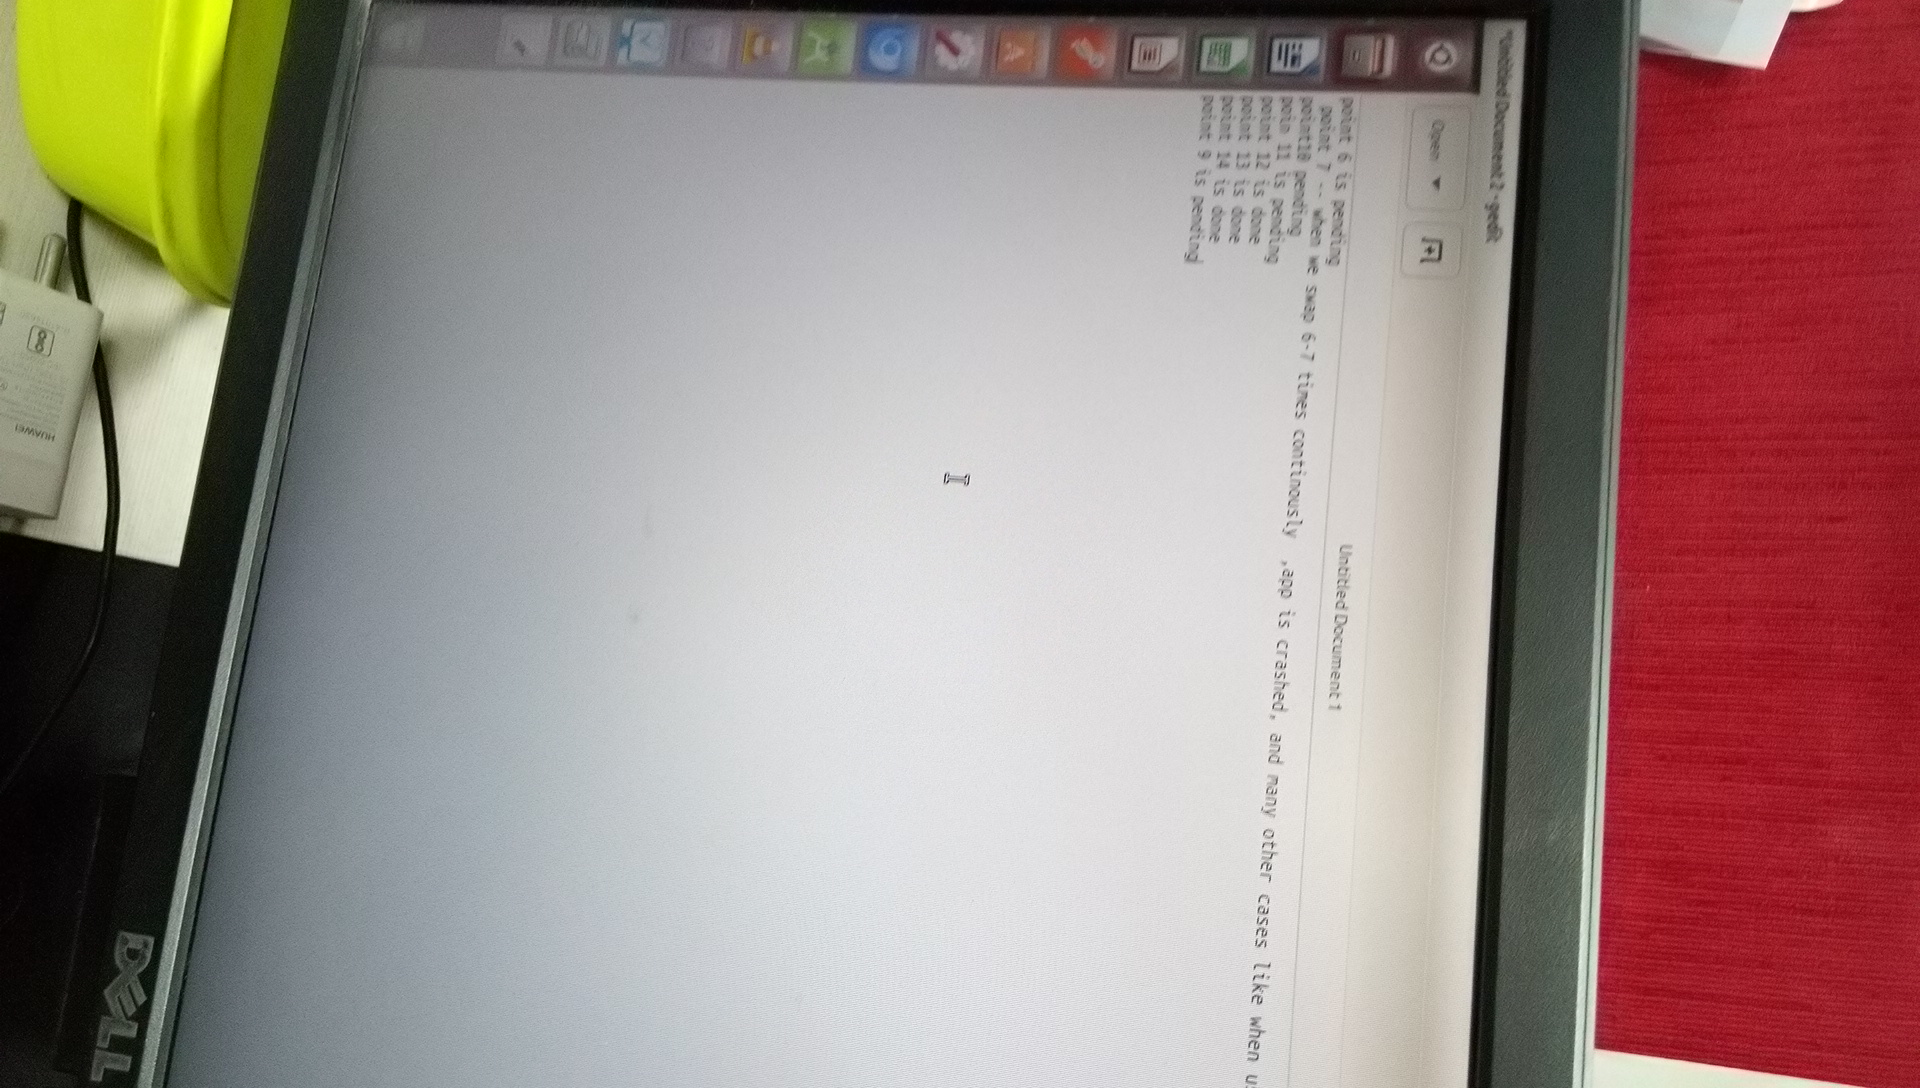 *Untitled Document 2 - gedit
Open
Untitled Document 1
point 6 is pending
point 7 -- when we swap 6-7 times continously ,app is crashed, and many other cases like when us
point10 pending
poin 11 is pending
point 12 is done
point 13 is done
point 14 is done
point 9 is pending
DELL
HUAWEI